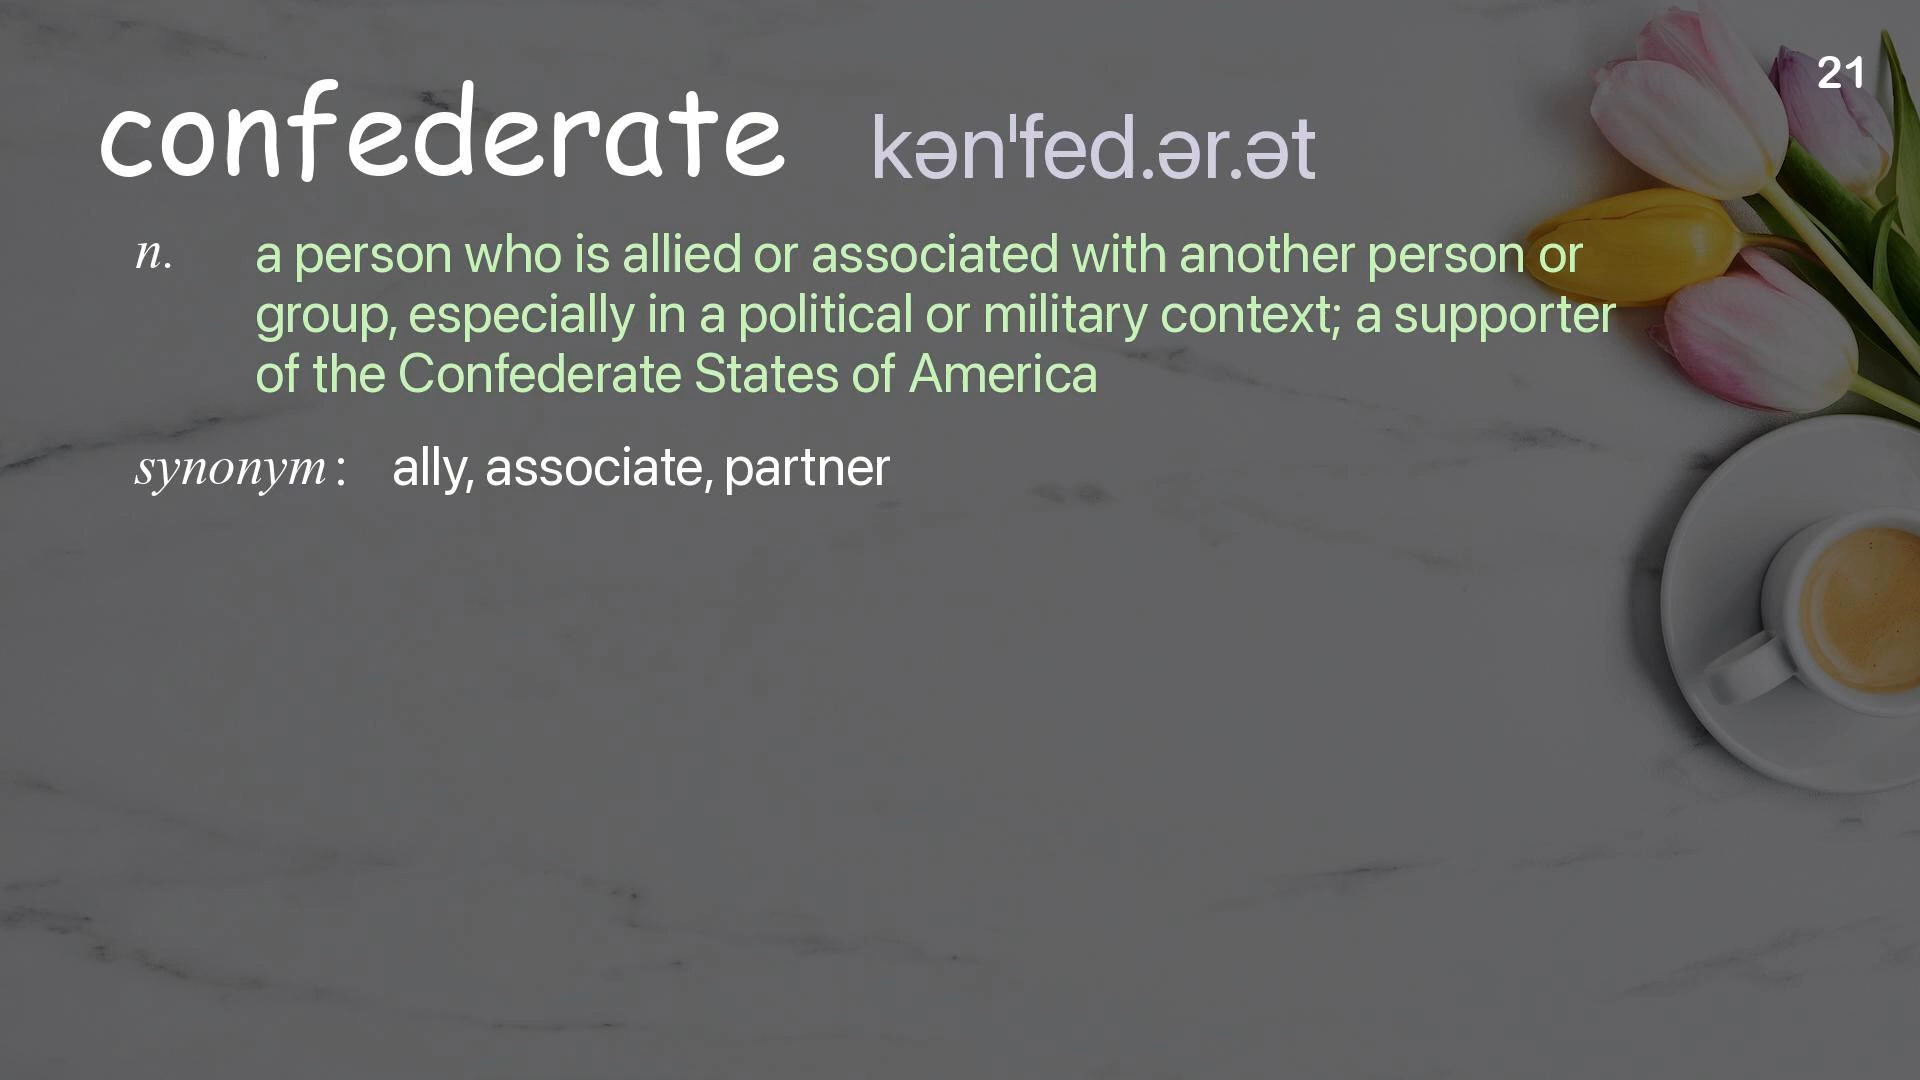 21
confederate kənˈfed.ər.ət
n. a person who is allied or associated with another person or
group, especially in a political or military context; a supporter
of the Confederate States of America
synonym: ally, associate, partner